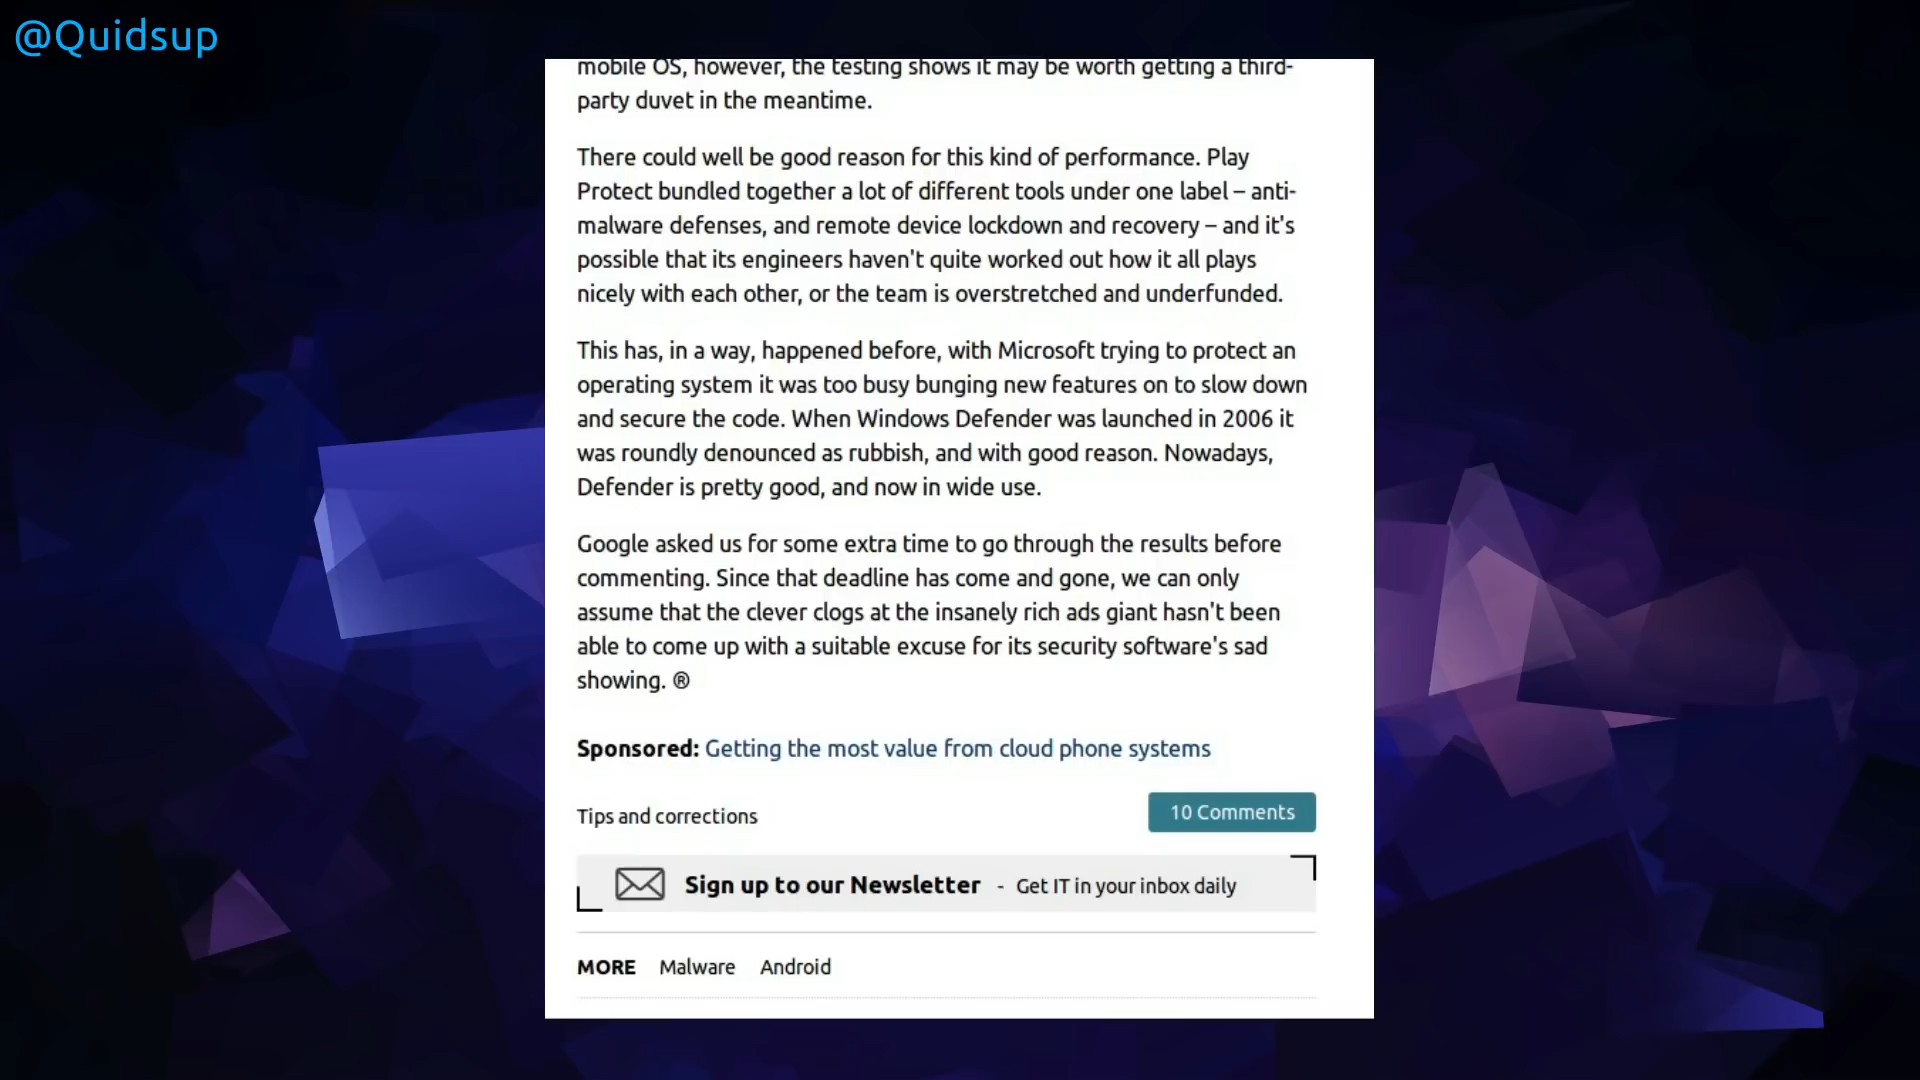 @Quidsup
mobile OS, however, the testing shows it may be worth getting a third-
party duvet in the meantime.
There could well be good reason for this kind of performance. Play
Protect bundled together a lot of different tools under one label – anti-
malware defenses, and remote device lockdown and recovery – and it's
possible that its engineers haven't quite worked out how it all plays
nicely with each other, or the team is overstretched and underfunded.
This has, in a way, happened before, with Microsoft trying to protect an
operating system it was too busy bunging new features on to slow down
and secure the code. When Windows Defender was launched in 2006 it
was roundly denounced as rubbish, and with good reason. Nowadays,
Defender is pretty good, and now in wide use.
Google asked us for some extra time to go through the results before
commenting. Since that deadline has come and gone, we can only
assume that the clever clogs at the insanely rich ads giant hasn't been
able to come up with a suitable excuse for its security software's sad
showing. ®
Sponsored: Getting the most value from cloud phone systems
Tips and corrections
10 Comments
Sign up to our Newsletter - Get IT in your inbox daily
MORE Malware Android